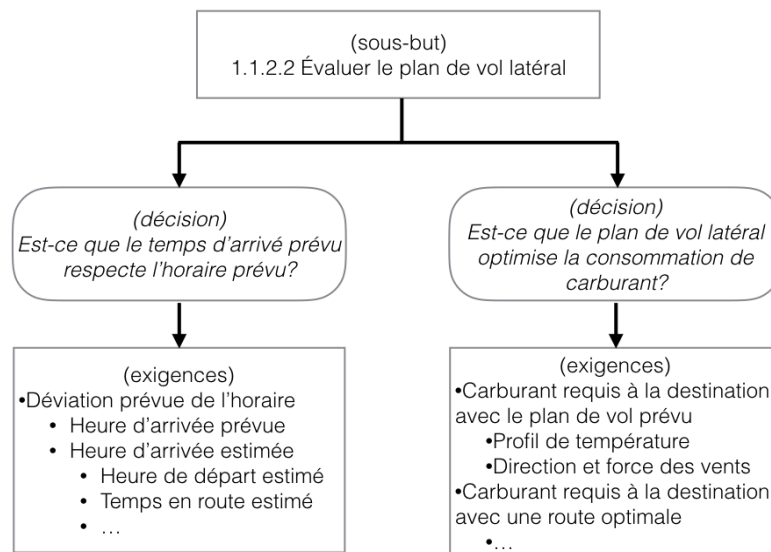 (sous-but)
1.1.2.2 Évaluer le plan de vol latéral
(décision)
Est-ce que le temps d’arrivé prévu
respecte l’horaire prévu?
(décision)
Est-ce que le plan de vol latéral
optimise la consommation de
carburant?
(exigences)
•Déviation prévue de l’horaire
• Heure d’arrivée prévue
• Heure d’arrivée estimée
• Heure de départ estimé
• Temps en route estimé
• …
(exigences)
•Carburant requis à la destination
avec le plan de vol prévu
•Profil de température
•Direction et force des vents
•Carburant requis à la destination
avec une route optimale
•…